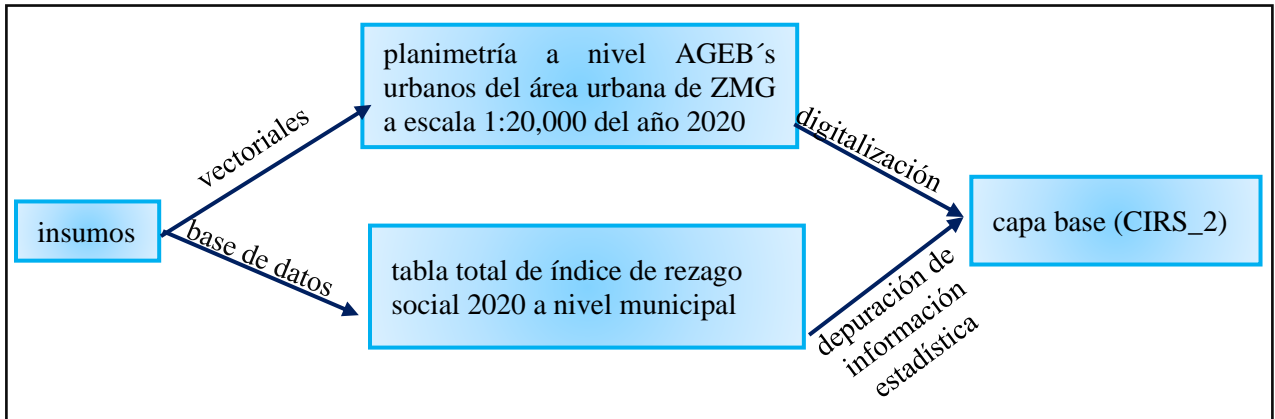 planimetría a nivel AGEB´s
urbanos del área urbana de ZMG
a escala 1:20,000 del año 2020
vectoriales
digitalización
insumos
capa base (CIRS_2)
base de datos
tabla total de índice de rezago
social 2020 a nivel municipal
depuración de
información
estadística